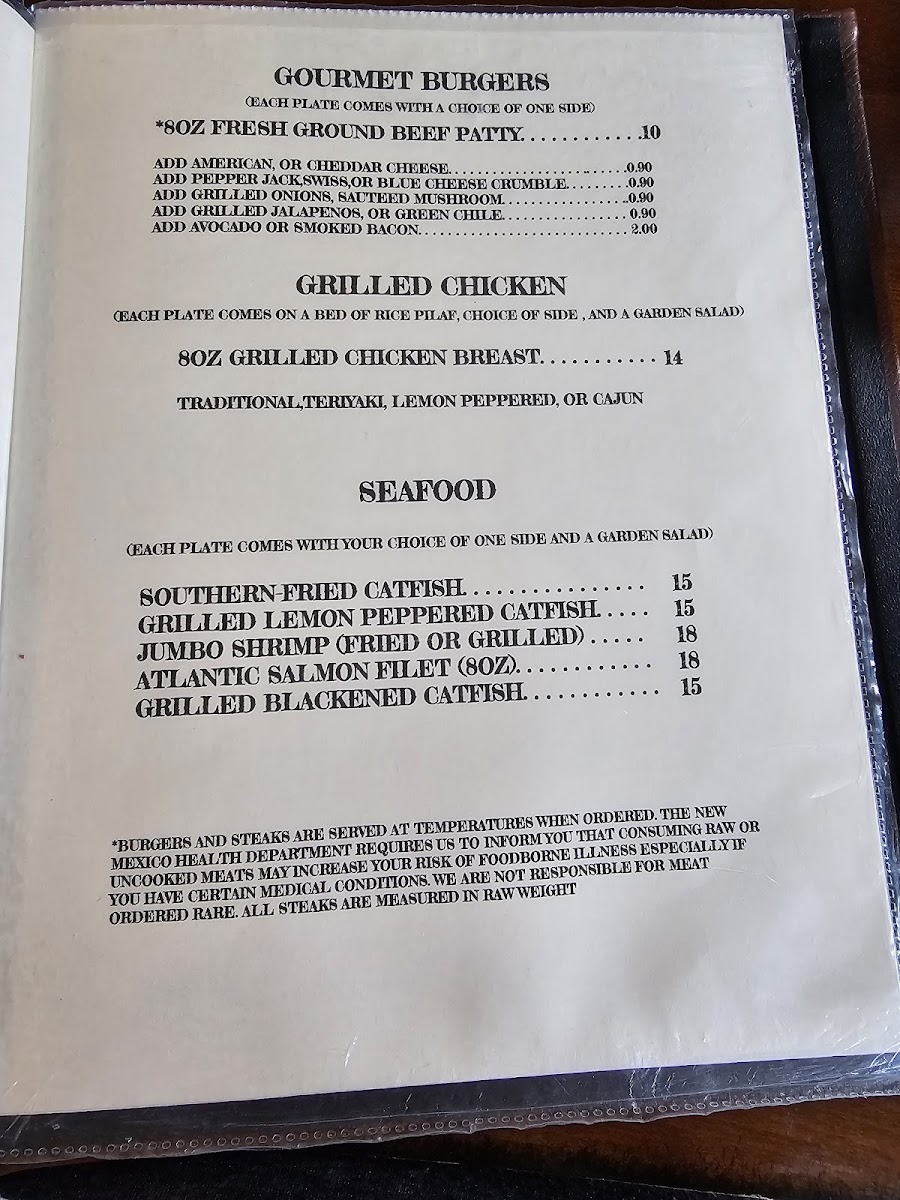 GOURMET BURGERS
(EACH PLATE COMES WITH A CHOICE OF ONE SIDE)
*8OZ FRESH GROUND BEEF PATTY............10
ADD AMERICAN, OR CHEDDAR CHEESE.........................0.90
ADD PEPPER JACK,SWISS,OR BLUE CHEESE CRUMBLE.........0.90
ADD GRILLED ONIONS, SAUTEED MUSHROOM..................0.90
ADD GRILLED JALAPENOS, OR GREEN CHILE.................0.90
ADD AVOCADO OR SMOKED BACON..............................2.00
GRILLED CHICKEN
(EACH PLATE COMES ON A BED OF RICE PILAF, CHOICE OF SIDE , AND A GARDEN SALAD)
8OZ GRILLED CHICKEN BREAST........... 14
TRADITIONAL,TERIYAKI, LEMON PEPPERED, OR CAJUN
SEAFOOD
(EACH PLATE COMES WITH YOUR CHOICE OF ONE SIDE AND A GARDEN SALAD)
SOUTHERN-FRIED CATFISH................ 15
GRILLED LEMON PEPPERED CATFISH..... 15
JUMBO SHRIMP (FRIED OR GRILLED)..... 18
ATLANTIC SALMON FILET (8OZ)............ 18
GRILLED BLACKENED CATFISH............ 15
*BURGERS AND STEAKS ARE SERVED AT TEMPERATURES WHEN ORDERED. THE NEW
MEXICO HEALTH DEPARTMENT REQUIRES US TO INFORM YOU THAT CONSUMING RAW OR
UNCOOKED MEATS MAY INCREASE YOUR RISK OF FOODBORNE ILLNESS ESPECIALLY IF
YOU HAVE CERTAIN MEDICAL CONDITIONS. WE ARE NOT RESPONSIBLE FOR MEAT
ORDERED RARE. ALL STEAKS ARE MEASURED IN RAW WEIGHT